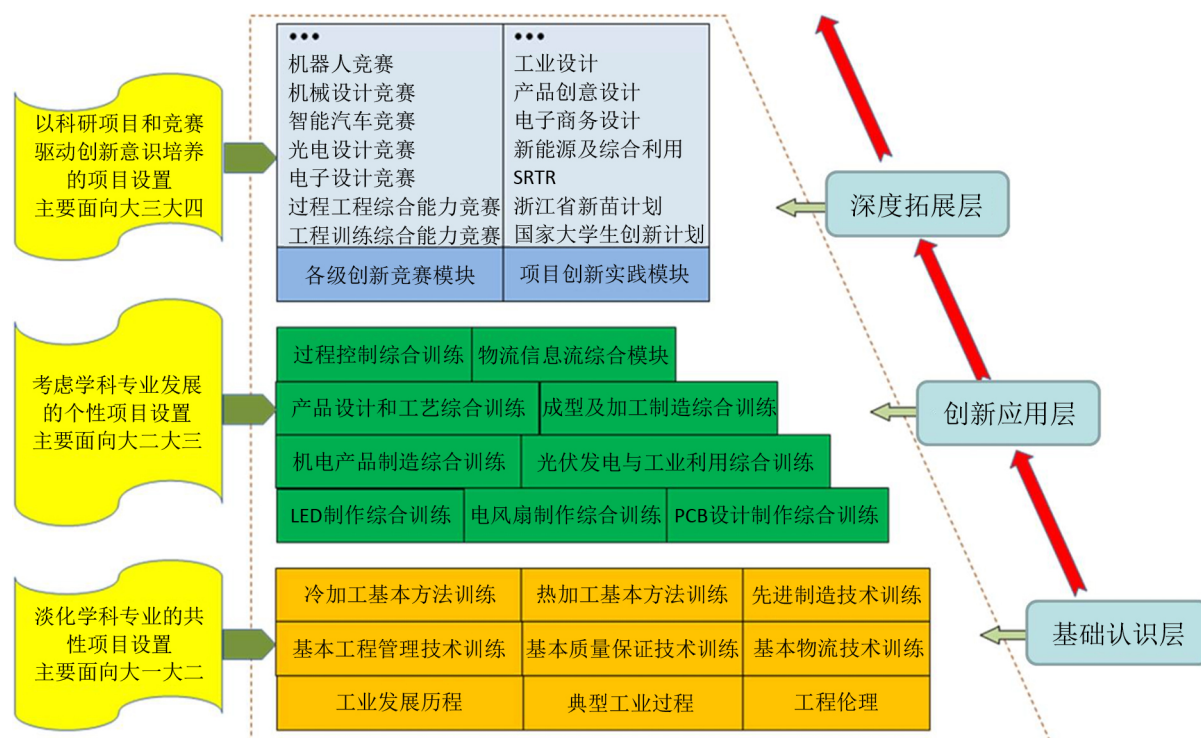 以科研项目和竞赛
驱动创新意识培养
的项目设置
主要面向大三大四
•••
机器人竞赛
机械设计竞赛
智能汽车竞赛
光电设计竞赛
电子设计竞赛
过程工程综合能力竞赛
工程训练综合能力竞赛
各级创新竞赛模块
•••
工业设计
产品创意设计
电子商务设计
新能源及综合利用
SRTR
浙江省新苗计划
国家大学生创新计划
项目创新实践模块
深度拓展层
考虑学科专业发展
的个性项目设置
主要面向大二大三
过程控制综合训练
物流信息流综合模块
产品设计和工艺综合训练
成型及加工制造综合训练
机电产品制造综合训练
光伏发电与工业利用综合训练
LED制作综合训练
电风扇制作综合训练
PCB设计制作综合训练
创新应用层
淡化学科专业的共
性项目设置
主要面向大一大二
冷加工基本方法训练
热加工基本方法训练
先进制造技术训练
基本工程管理技术训练
基本质量保证技术训练
基本物流技术训练
工业发展历程
典型工业过程
工程伦理
基础认识层